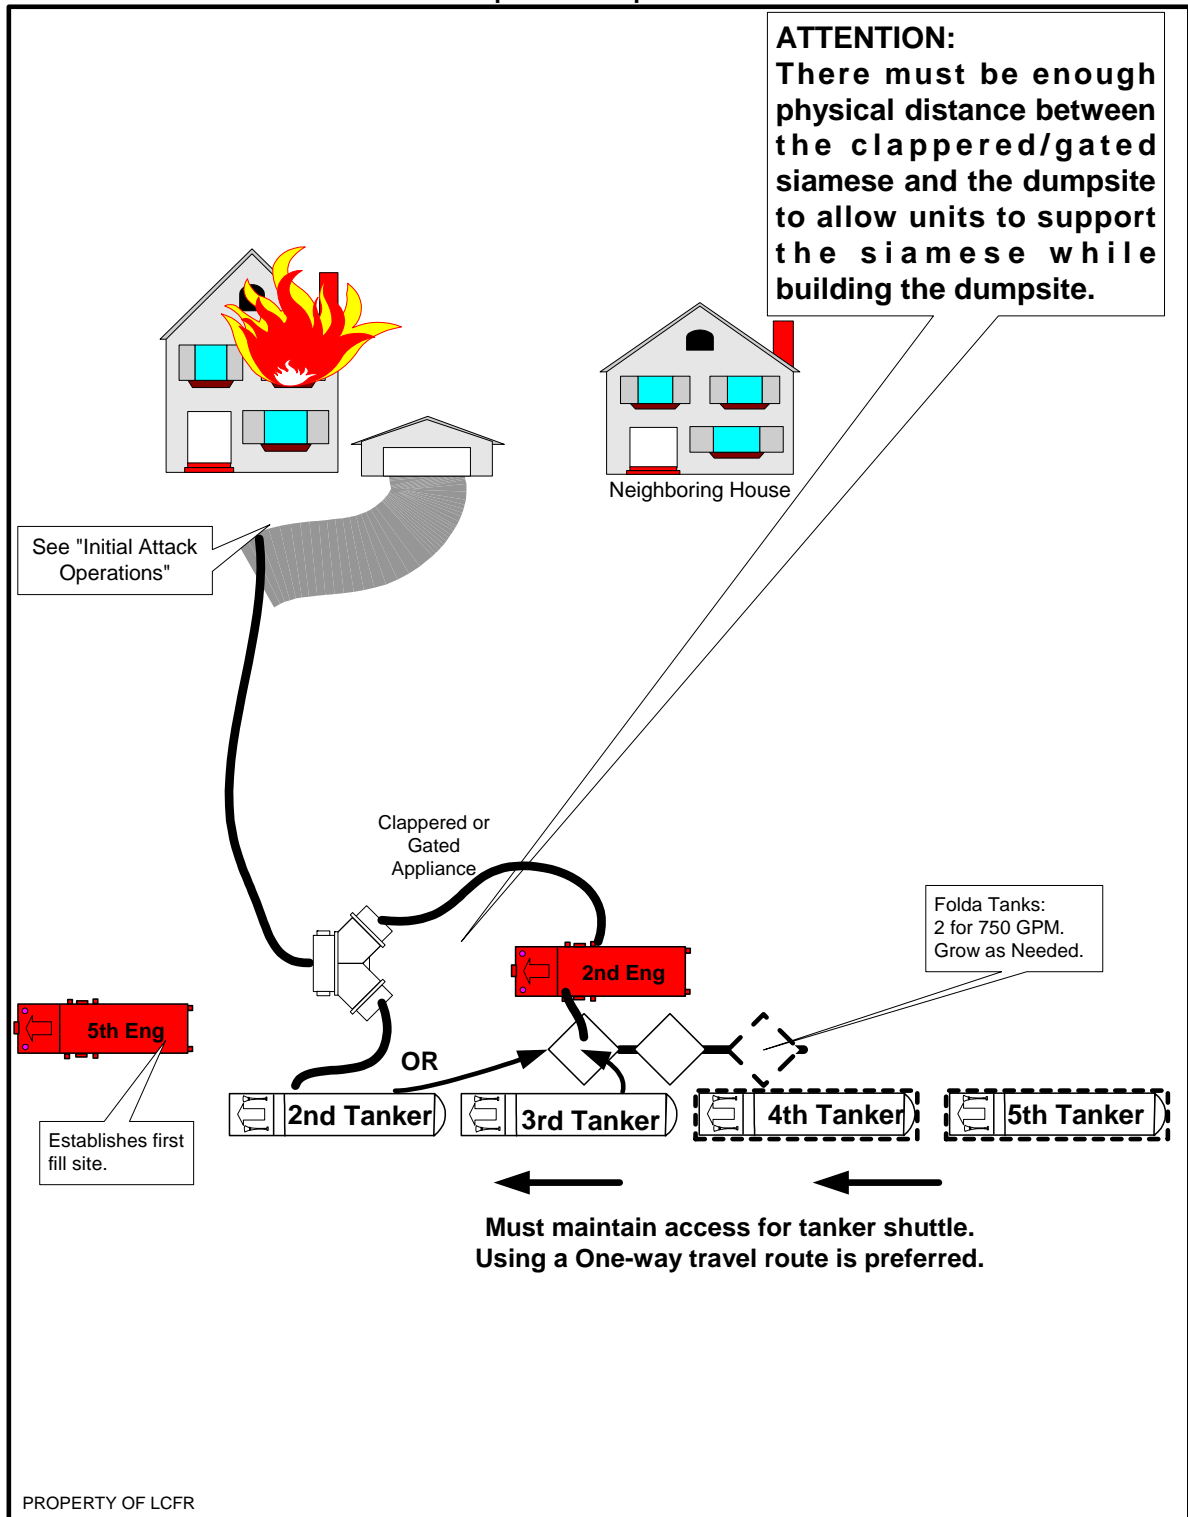 ATTENTION:
There must be enough
physical distance between
the clappered/gated
siamese and the dumpsite
to allow units to support
the siamese while
building the dumpsite.
Neighboring House
See "Initial Attack
Operations"
Clappered or
Gated
Appliance
Folda Tanks:
2 for 750 GPM.
Grow as Needed.
2nd Eng
5th Eng
OR
2nd Tanker
3rd Tanker
4th Tanker
5th Tanker
Establishes first
fill site.
Must maintain access for tanker shuttle.
Using a One-way travel route is preferred.
PROPERTY OF LCFR